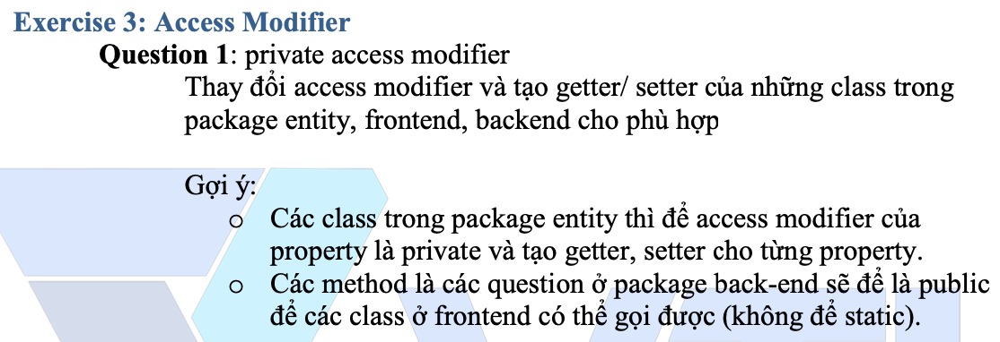 Exercise 3: Access Modifier
Question 1: private access modifier
Thay đổi access modifier và tạo getter/ setter của những class trong
package entity, frontend, backend cho phù hợp
Gợi ý:
o Các class trong package entity thì để access modifier của
property là private và tạo getter, setter cho từng property.
o Các method là các question ở package back-end sẽ để là public
để các class ở frontend có thể gọi được (không để static).